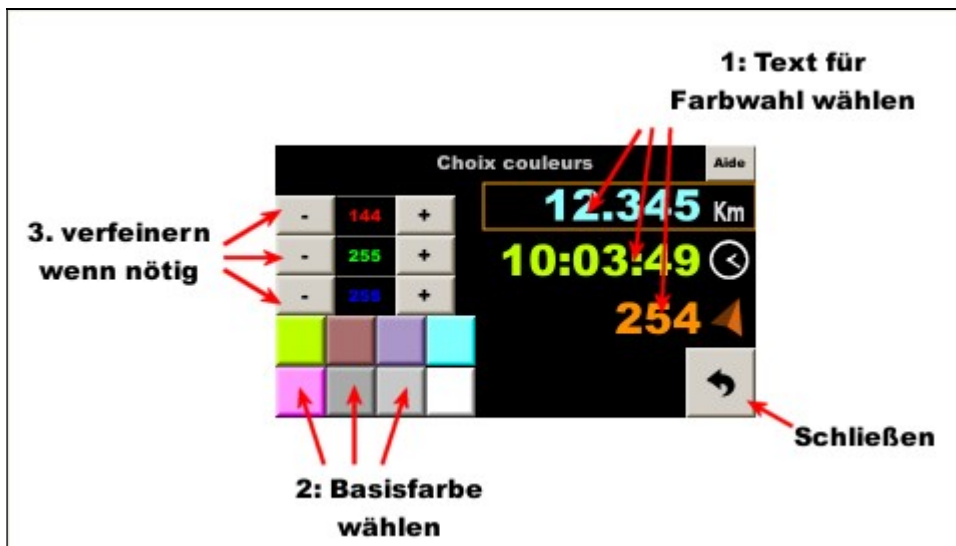 1: Text für
Farbwahl wählen
Choix couleurs
Aide
12.345 Km
- 144 +
10:03:49
3. verfeinern
wenn nötig
- 255 +
- 255 +
254
Schließen
2: Basisfarbe
wählen